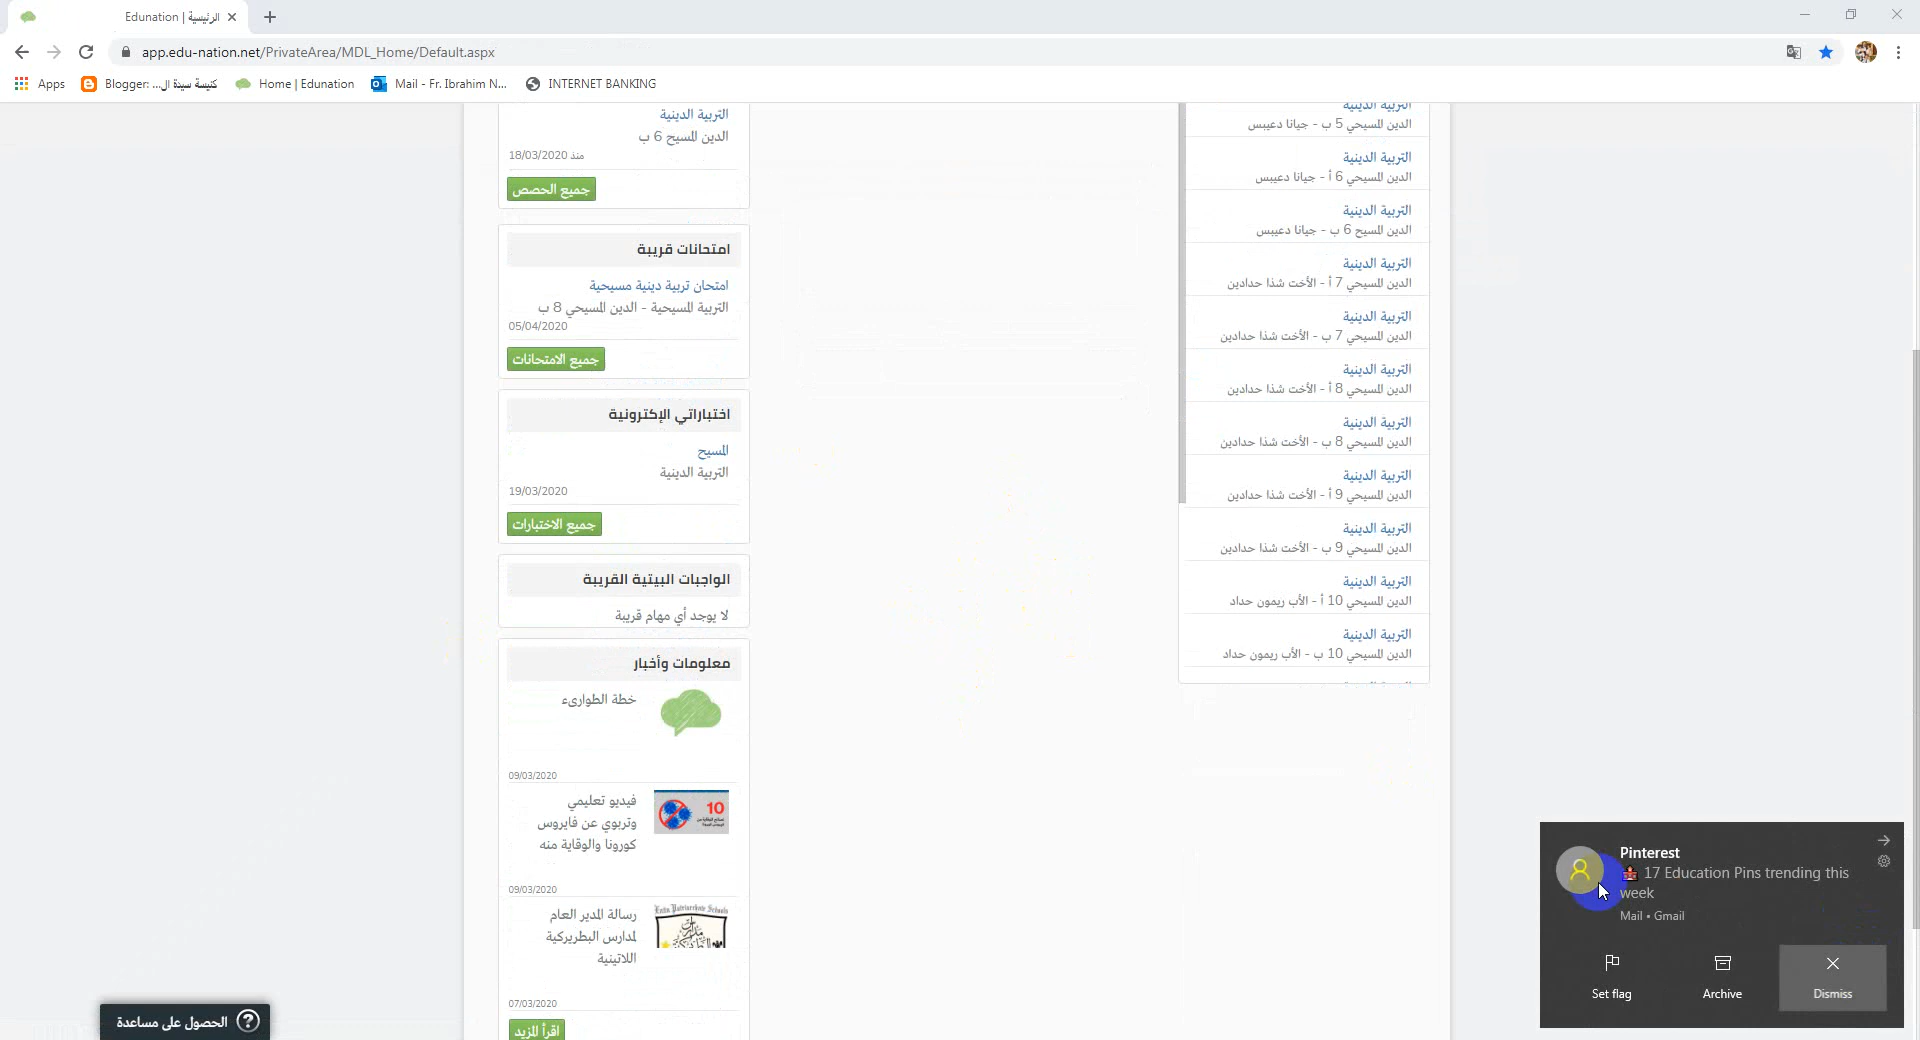 الرئيسية | Edunation
app.edu-nation.net/PrivateArea/MDL_Home/Default.aspx
Apps
Blogger: ...كنيسة سيدة ال
Home | Edunation
Mail - Fr. Ibrahim N...
INTERNET BANKING
التربية الدينية
الدين المسيحي 5 ب - جيانا دعيبس
التربية الدينية
الدين المسيحي 6 أ - جيانا دعيبس
التربية الدينية
الدين المسيح 6 ب - جيانا دعيبس
التربية الدينية
الدين المسيحي 7 أ - الأخت شذا حدادين
التربية الدينية
الدين المسيحي 7 ب - الأخت شذا حدادين
التربية الدينية
الدين المسيحي 8 أ - الأخت شذا حدادين
التربية الدينية
الدين المسيحي 8 ب - الأخت شذا حدادين
التربية الدينية
الدين المسيحي 9 أ - الأخت شذا حدادين
التربية الدينية
الدين المسيحي 9 ب - الأخت شذا حدادين
التربية الدينية
الدين المسيحي 10 أ - الأب ريمون حداد
التربية الدينية
الدين المسيحي 10 ب - الأب ريمون حداد
التربية الدينية
الدين المسيح 6 ب
منذ 18/03/2020
جميع الحصص
امتحانات قريبة
امتحان تربية دينية مسيحية
التربية المسيحية - الدين المسيحي 8 ب
05/04/2020
جميع الامتحانات
اختباراتي الإكترونية
المسيح
التربية الدينية
19/03/2020
جميع الاختبارات
الواجبات البيتية القريبة
لا يوجد أي مهام قريبة
معلومات وأخبار
خطة الطوارىء
09/03/2020
فيديو تعليمي
وتربوي عن فايروس
كورونا والوقاية منه
10
09/03/2020
رسالة المدير العام
لمدارس البطريركية
اللاتينية
Latin Patriarchate Schools
07/03/2020
اقرأ المزيد
الحصول على مساعدة
Pinterest
17 Education Pins trending this
week
Mail • Gmail
Set flag
Archive
Dismiss